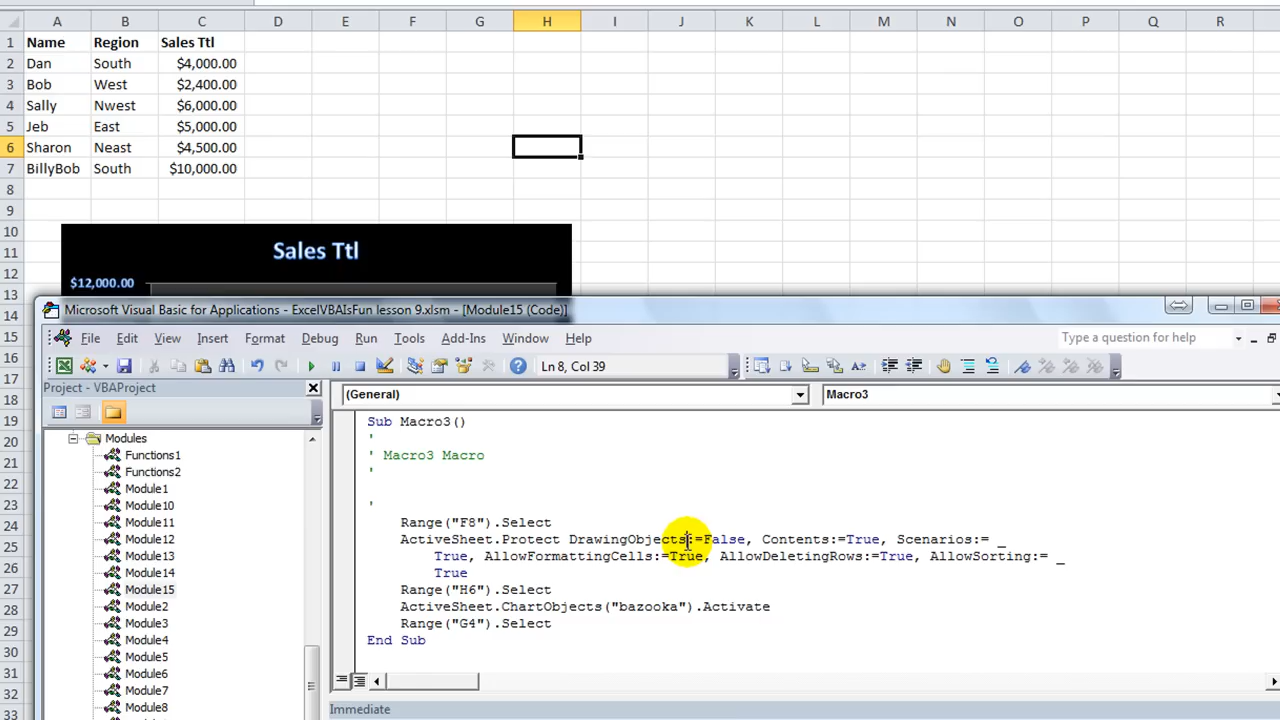 A B C D E F G H I J K L M N O P Q R
1 Name Region Sales Ttl
2 Dan South $4,000.00
3 Bob West $2,400.00
4 Sally Nwest $6,000.00
5 Jeb East $5,000.00
6 Sharon Neast $4,500.00
7 BillyBob South $10,000.00
8
9
10
11 Sales Ttl
12 $12,000.00
13
14 Microsoft Visual Basic for Applications - ExcelVBAIsFun lesson 9.xlsm - [Module15 (Code)]
15 File Edit View Insert Format Debug Run Tools Add-Ins Window Help Type a question for help
16
17 Ln 8, Col 39
18 Project - VBAProject (General) Macro3
19 Sub Macro3()
20 Modules '
21 Functions1 ' Macro3 Macro
22 Functions2 '
Module1
23 Module10 '
24 Module11 Range("F8").Select
25 Module12 ActiveSheet.Protect DrawingObjects:=False, Contents:=True, Scenarios:= _
26 Module13 True, AllowFormattingCells:=True, AllowDeletingRows:=True, AllowSorting:= _
Module14 True
27 Module15 Range("H6").Select
28 Module2 ActiveSheet.ChartObjects("bazooka").Activate
29 Module3 Range("G4").Select
30 Module4 End Sub
31 Module5
Module6
32 Module7
33 Module8 Immediate